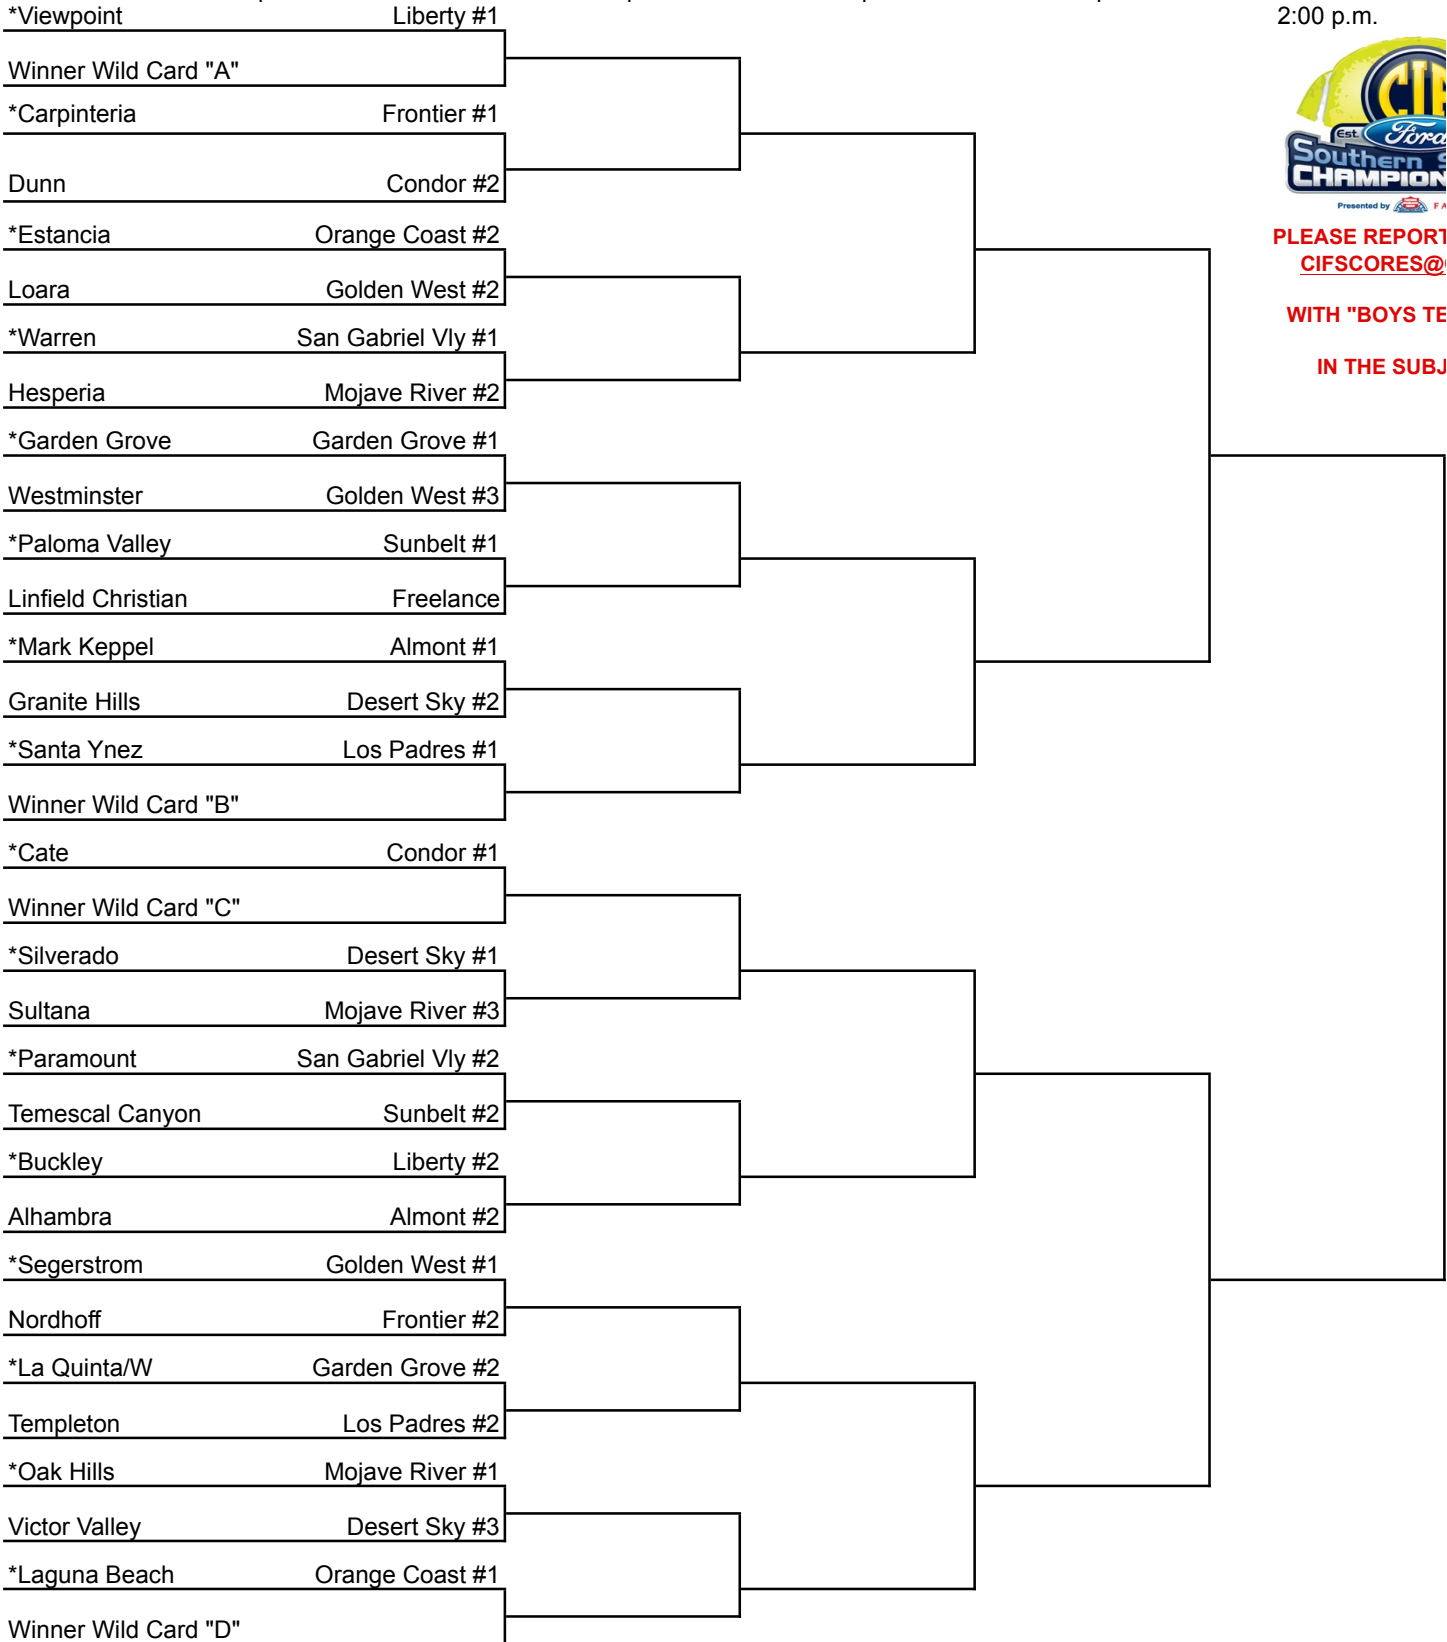 *Viewpoint Liberty #1 2:00 p.m.
Winner Wild Card "A"
*Carpinteria Frontier #1
Est. Ford
Southern
Dunn Condor #2
Presented by
*Estancia Orange Coast #2
PLEASE REPORT
Loara Golden West #2
WITH "BOYS
*Warren San Gabriel Vly #1
IN THE
Hesperia Mojave River #2
*Garden Grove Garden Grove #1
Westminster Golden West #3
*Paloma Valley Sunbelt #1
Linfield Christian Freelance
*Mark Keppel Almont #1
Granite Hills Desert Sky #2
*Santa Ynez Los Padres #1
Winner Wild Card "B"
*Cate Condor #1
Winner Wild Card "C"
*Silverado Desert Sky #1
Sultana Mojave River #3
*Paramount San Gabriel Vly #2
Temescal Canyon Sunbelt #2
*Buckley Liberty #2
Alhambra Almont #2
*Segerstrom Golden West #1
Nordhoff Frontier #2
*La Quinta/W Garden Grove #2
Templeton Los Padres #2
*Oak Hills Mojave River #1
Victor Valley Desert Sky #3
*Laguna Beach Orange Coast #1
Winner Wild Card "D"